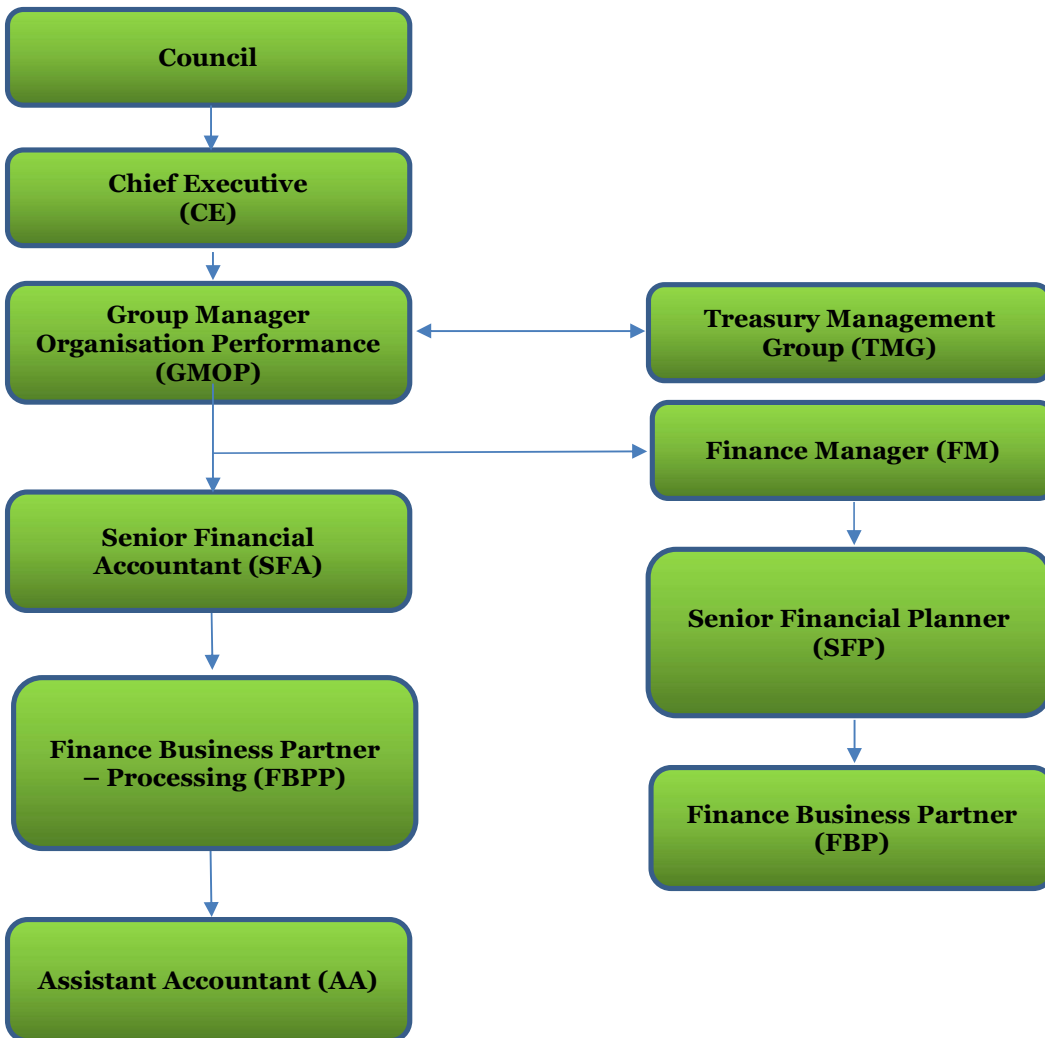 Council
Chief Executive
(CE)
Group Manager
Organisation Performance
(GMOP)
Treasury Management
Group (TMG)
Finance Manager (FM)
Senior Financial
Accountant (SFA)
Senior Financial Planner
(SFP)
Finance Business Partner
– Processing (FBPP)
Finance Business Partner
(FBP)
Assistant Accountant (AA)